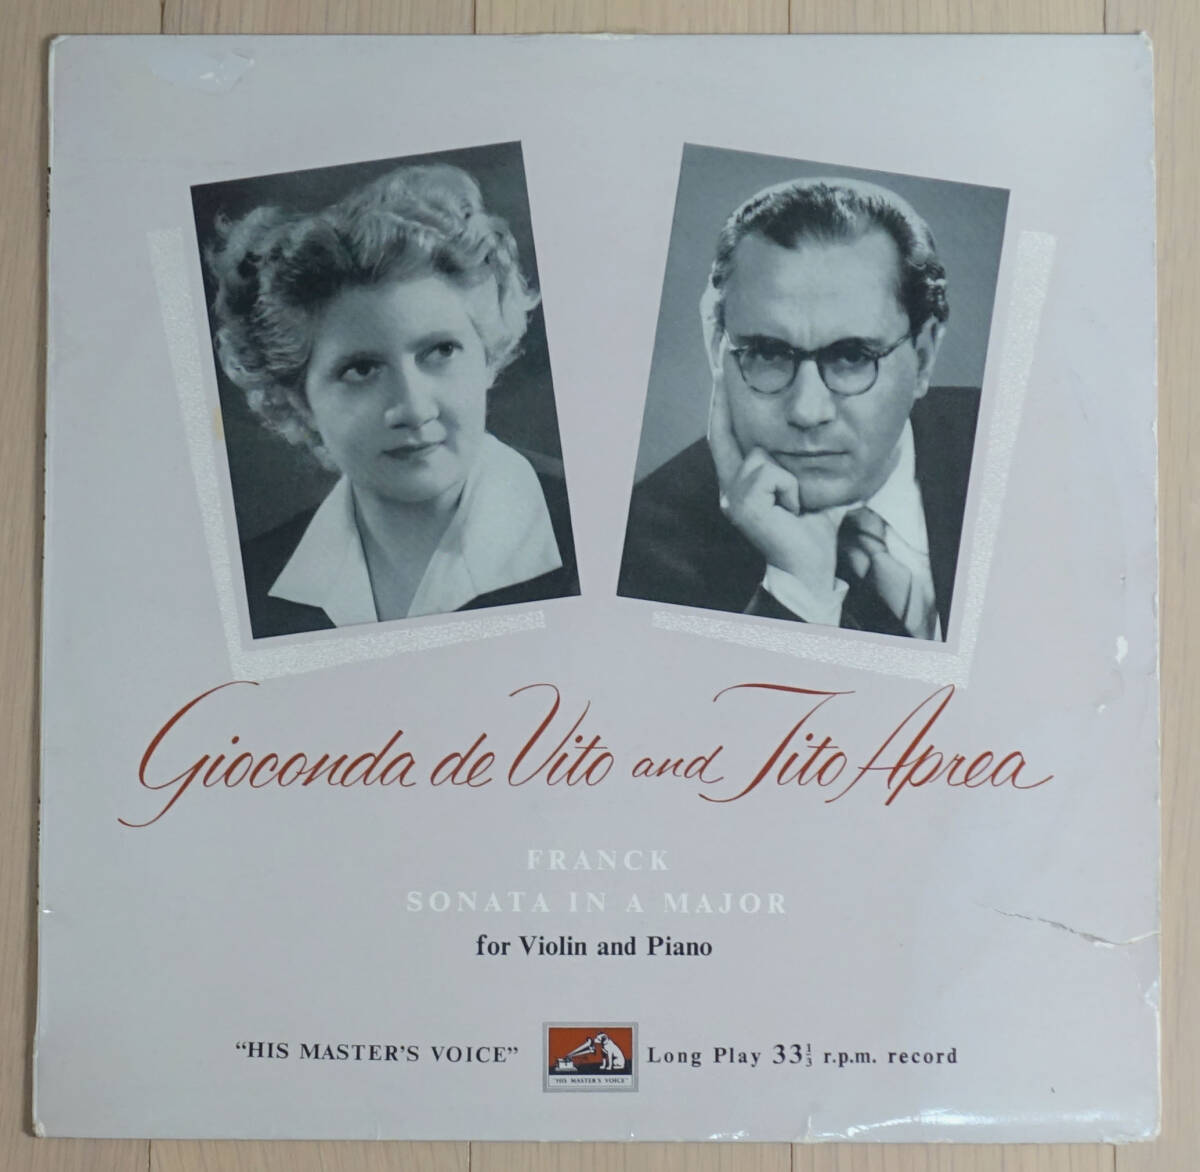 Gioconda de Vito and Tito Aprea
FRANCK
SONATA IN A MAJOR
for Violin and Piano
“HIS MASTER'S VOICE”
"HIS MASTER'S VOICE"
Long Play 33⅓ r.p.m. record